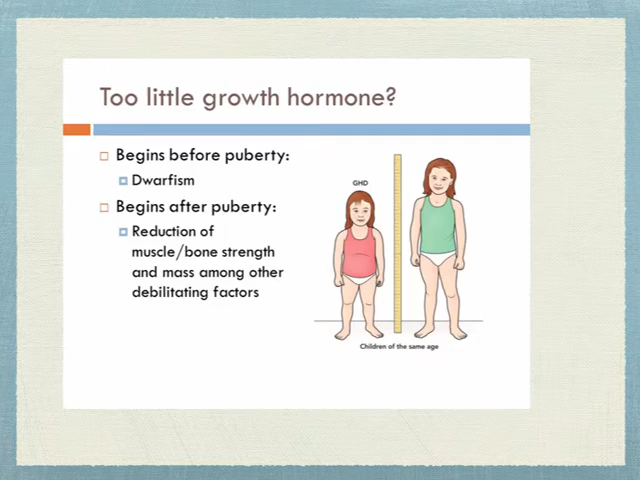 Too little growth hormone?
Begins before puberty:
Dwarfism
Begins after puberty:
Reduction of
muscle/bone strength
and mass among other
debilitating factors
GHD
Children of the same age